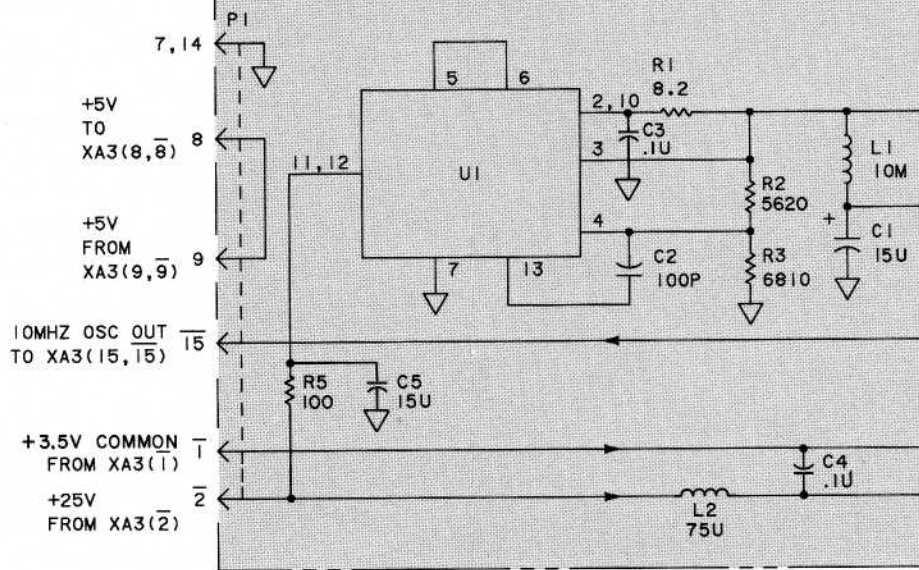 P1
7,14
+5V
TO
XA3(8,8̅) 8
+5V
FROM
XA3(9,9̅) 9
10MHZ OSC OUT 1̅5̅
TO XA3(15,1̅5̅)
+3.5V COMMON 1̅
FROM XA3(1̅)
+25V 2̅
FROM XA3(2̅)
5 6
11,12
U1
2,10
3
4
7 13
R1
8.2
C3
.1U
R2
5620
C2
100P
R3
6810
L1
10M
+
C1
15U
R5
100
C5
15U
C4
.1U
L2
75U